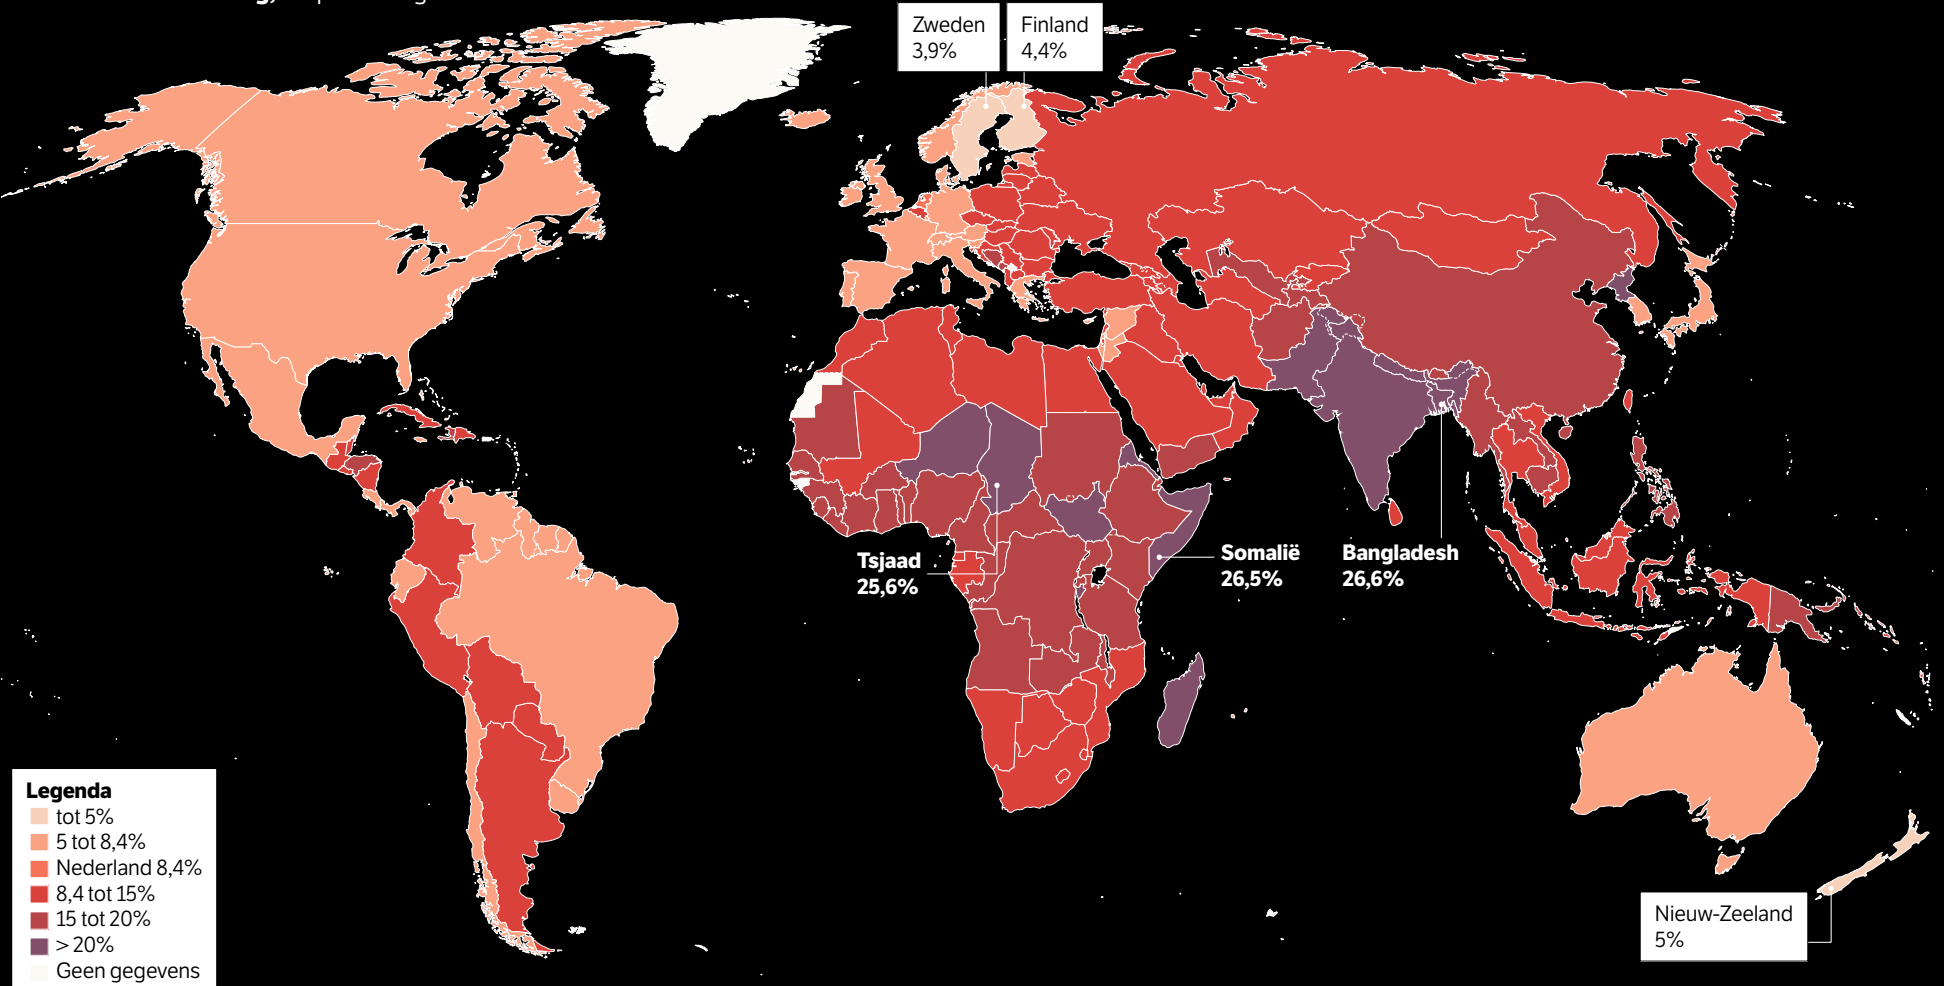 Zweden
3,9%
Finland
4,4%
Tsjaad
25,6%
Somalië
26,5%
Bangladesh
26,6%
Legenda
tot 5%
5 tot 8,4%
Nederland 8,4%
8,4 tot 15%
15 tot 20%
> 20%
Geen gegevens
Nieuw-Zeeland
5%